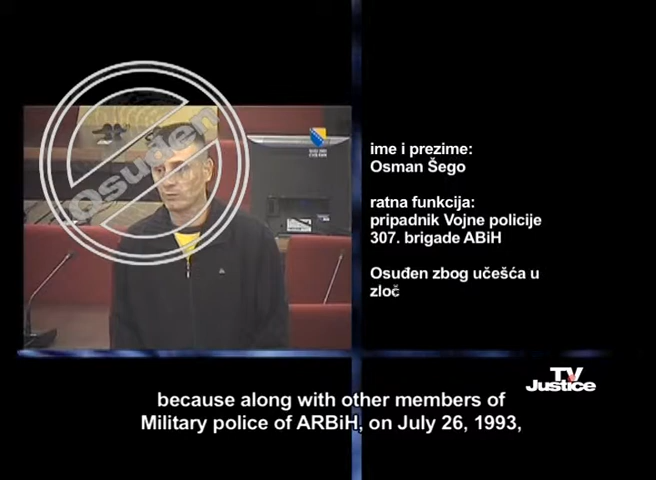 Osuđen
ime i prezime:
Osman Šego
ratna funkcija:
pripadnik Vojne policije
307. brigade ABiH
Osuđen zbog učešća u
zloč
TV
Justice
because along with other members of
Military police of ARBiH, on July 26, 1993,